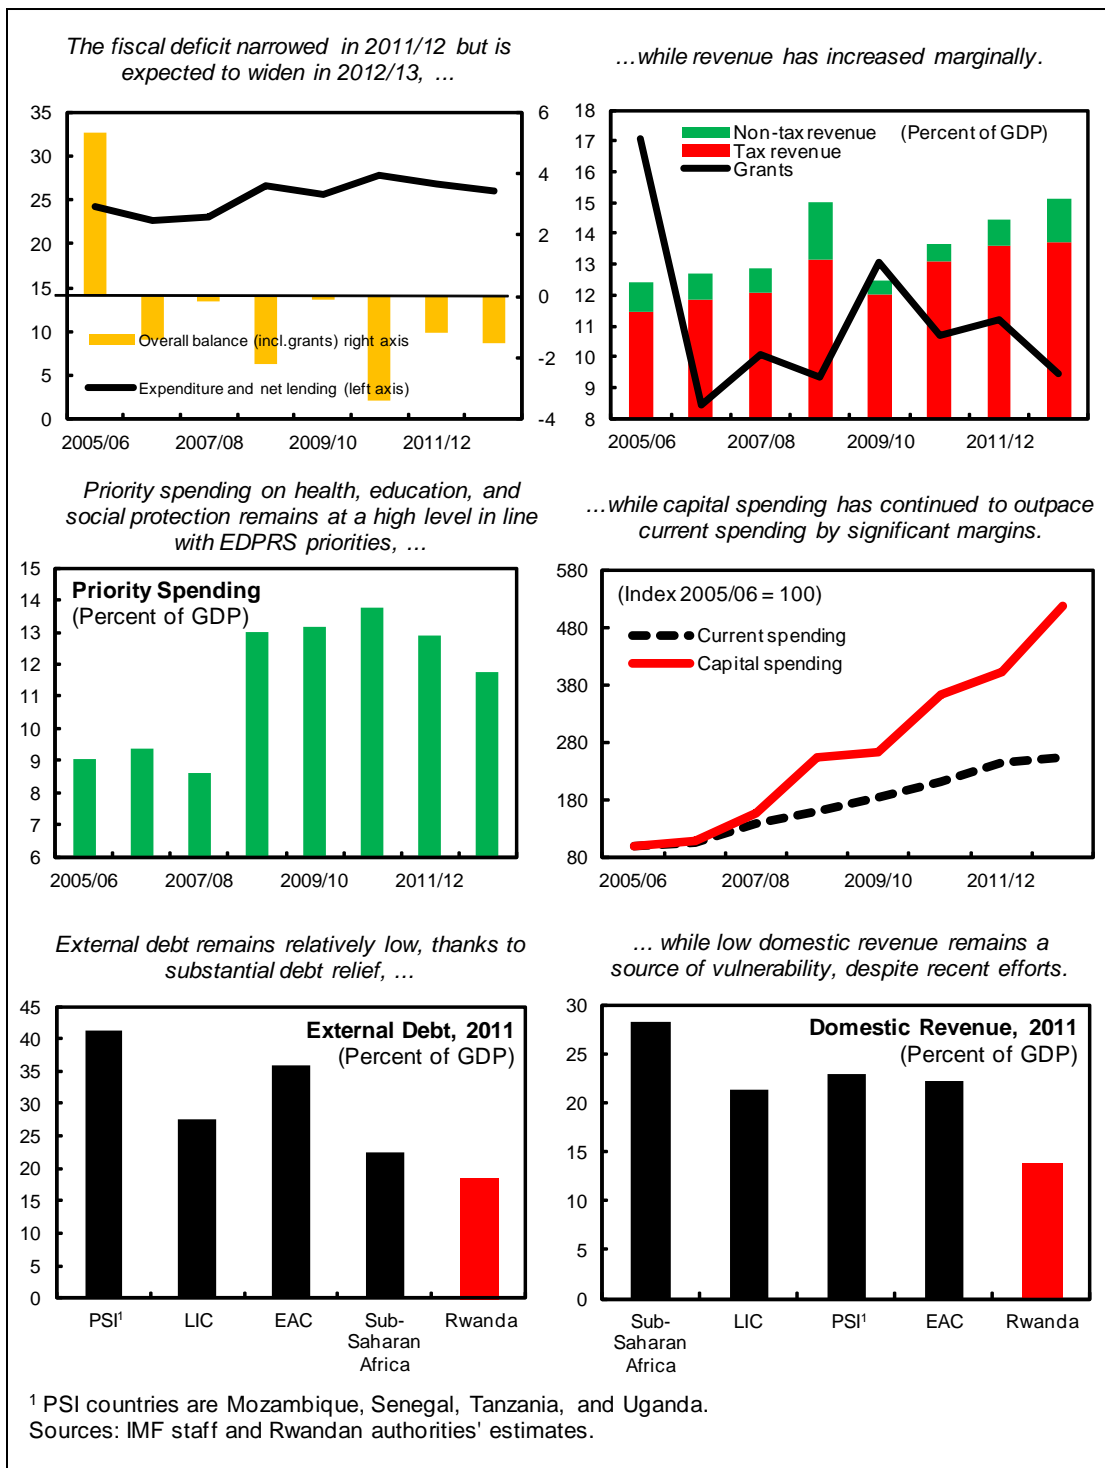 The fiscal deficit narrowed in 2011/12 but is
expected to widen in 2012/13, ...
35
30
25
20
15
10
5
0
6
4
2
0
-2
-4
Overall balance (incl.grants) right axis
Expenditure and net lending (left axis)
2005/06 2007/08 2009/10 2011/12
...while revenue has increased marginally.
18
17
16
15
14
13
12
11
10
9
8
Non-tax revenue (Percent of GDP)
Tax revenue
Grants
2005/06 2007/08 2009/10 2011/12
Priority spending on health, education, and
social protection remains at a high level in line
with EDPRS priorities, ...
15
14
13
12
11
10
9
8
7
6
Priority Spending
(Percent of GDP)
2005/06 2007/08 2009/10 2011/12
...while capital spending has continued to outpace
current spending by significant margins.
580
480
380
280
180
80
(Index 2005/06 = 100)
Current spending
Capital spending
2005/06 2007/08 2009/10 2011/12
External debt remains relatively low, thanks to
substantial debt relief, ...
45
40
35
30
25
20
15
10
5
0
External Debt, 2011
(Percent of GDP)
PSI¹ LIC EAC Sub- Rwanda
Saharan
Africa
... while low domestic revenue remains a
source of vulnerability, despite recent efforts.
30
25
20
15
10
5
0
Domestic Revenue, 2011
(Percent of GDP)
Sub- LIC PSI¹ EAC Rwanda
Saharan
Africa
¹ PSI countries are Mozambique, Senegal, Tanzania, and Uganda.
Sources: IMF staff and Rwandan authorities' estimates.